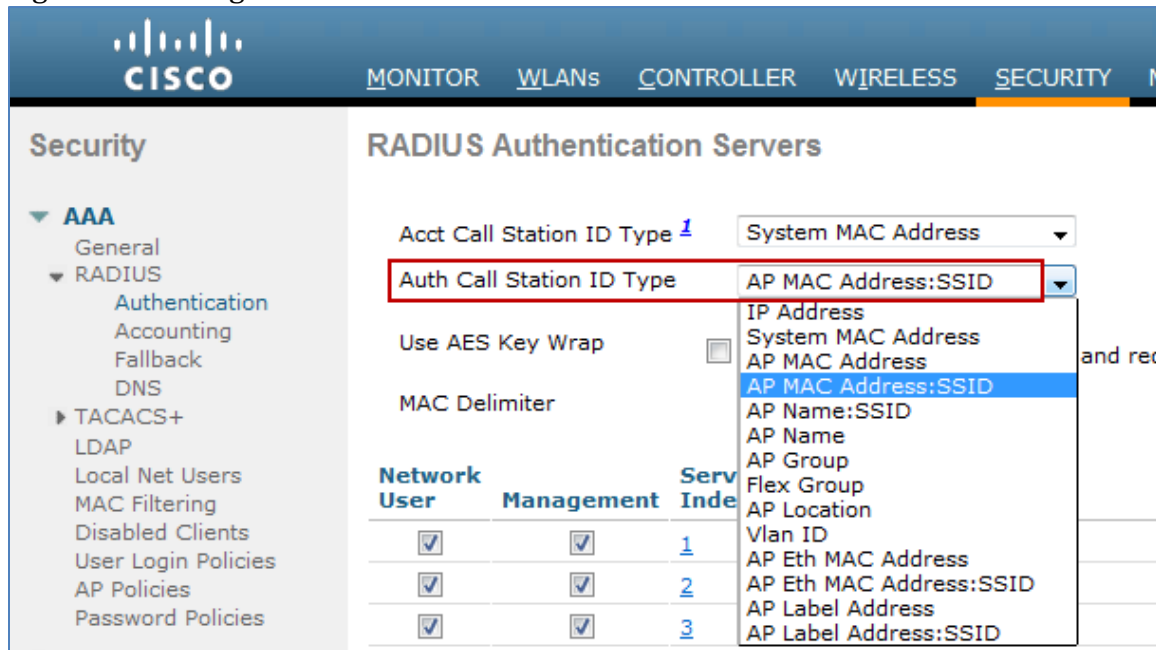 CISCO
MONITOR WLANs CONTROLLER WIRELESS SECURITY
Security
RADIUS Authentication Servers
AAA
General
RADIUS
Authentication
Accounting
Fallback
DNS
TACACS+
LDAP
Local Net Users
MAC Filtering
Disabled Clients
User Login Policies
AP Policies
Password Policies
Acct Call Station ID Type 1 System MAC Address
Auth Call Station ID Type AP MAC Address:SSID
IP Address
System MAC Address
AP MAC Address
AP MAC Address:SSID
AP Name:SSID
AP Name
AP Group
Flex Group
AP Location
Vlan ID
AP Eth MAC Address
AP Eth MAC Address:SSID
AP Label Address
AP Label Address:SSID
Use AES Key Wrap
and
MAC Delimiter
Network
User Management
1
2
3